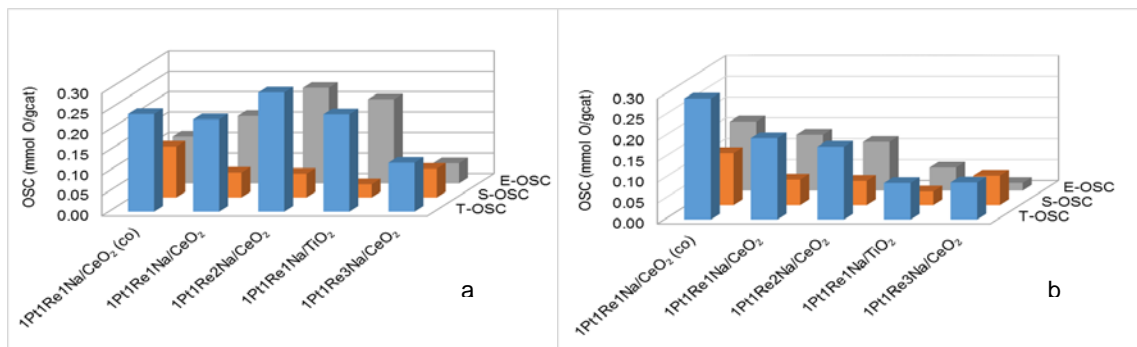 OSC (mmol O/gcat)
0.30
0.25
0.20
0.15
0.10
0.05
0.00
E-OSC
S-OSC
T-OSC
1Pt1Re1Na/CeO₂ (co)
1Pt1Re1Na/CeO₂
1Pt1Re2Na/CeO₂
1Pt1Re1Na/TiO₂
1Pt1Re3Na/CeO₂
a
OSC (mmol O/gcat)
0.30
0.25
0.20
0.15
0.10
0.05
0.00
E-OSC
S-OSC
T-OSC
1Pt1Re1Na/CeO₂ (co)
1Pt1Re1Na/CeO₂
1Pt1Re2Na/CeO₂
1Pt1Re1Na/TiO₂
1Pt1Re3Na/CeO₂
b